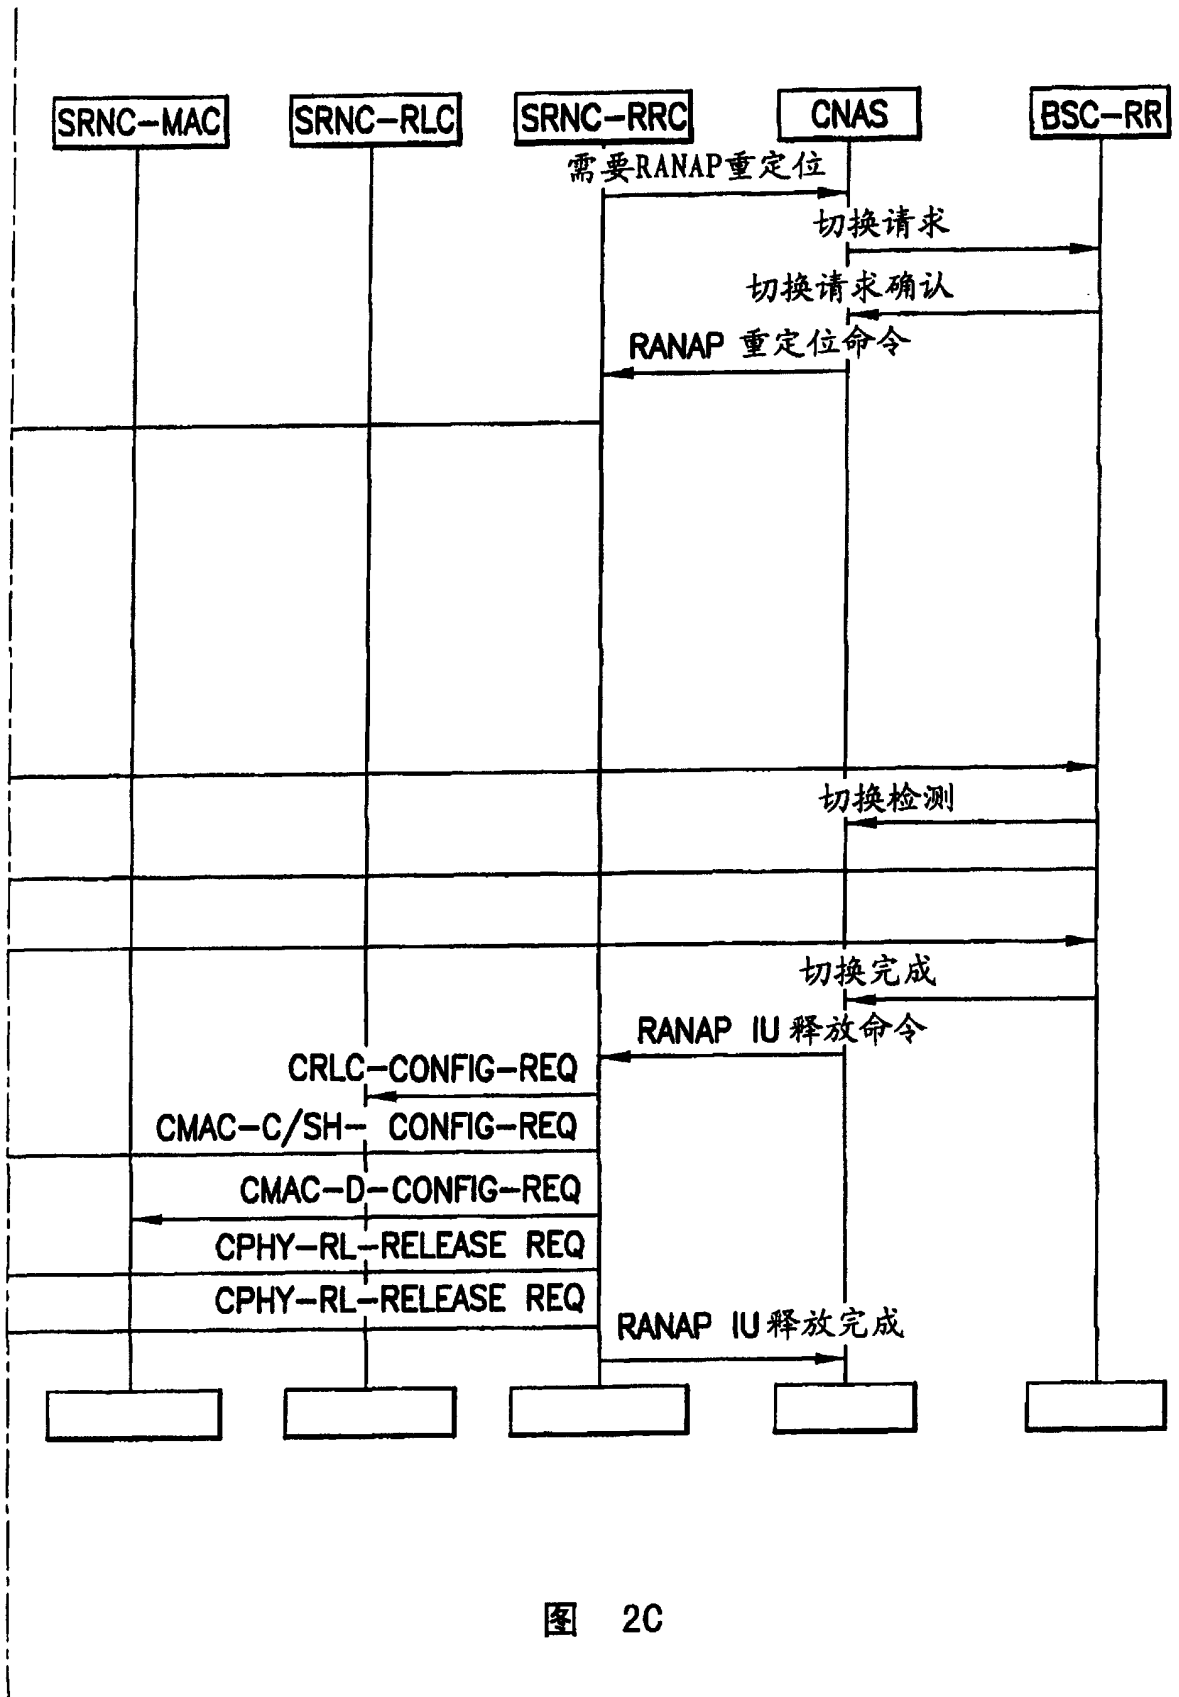 SRNC-MAC
SRNC-RLC
SRNC-RRC
CNAS
BSC-RR
需要RANAP重定位
切换请求
切换请求确认
RANAP 重定位命令
切换检测
切换完成
RANAP IU 释放命令
CRLC-CONFIG-REQ
CMAC-C/SH- CONFIG-REQ
CMAC-D-CONFIG-REQ
CPHY-RL-RELEASE REQ
CPHY-RL-RELEASE REQ
RANAP IU 释放完成
图 2C